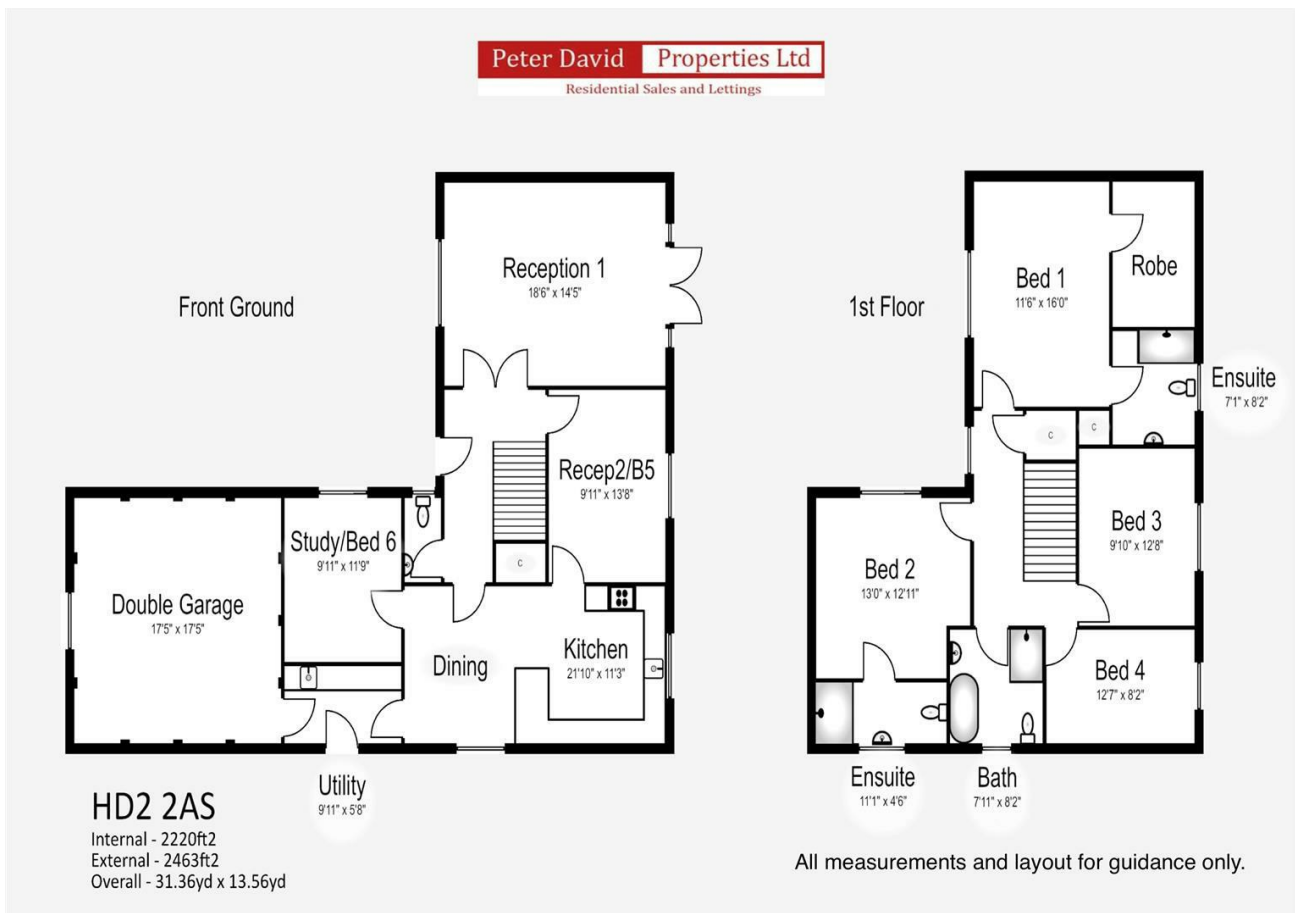 Peter David Properties Ltd
Residential Sales and Lettings
Front Ground
Reception 1
18'6" x 14'5"
Recep2/B5
9'11" x 13'8"
Study/Bed 6
9'11" x 11'9"
C
Double Garage
17'5" x 17'5"
Dining
Kitchen
21'10" x 11'3"
Utility
9'11" x 5'8"
1st Floor
Bed 1
11'6" x 16'0"
Robe
Ensuite
7'1" x 8'2"
C
C
Bed 3
9'10" x 12'8"
Bed 2
13'0" x 12'11"
Bed 4
12'7" x 8'2"
Ensuite
11'1" x 4'6"
Bath
7'11" x 8'2"
HD2 2AS
Internal - 2220ft2
External - 2463ft2
Overall - 31.36yd x 13.56yd
All measurements and layout for guidance only.